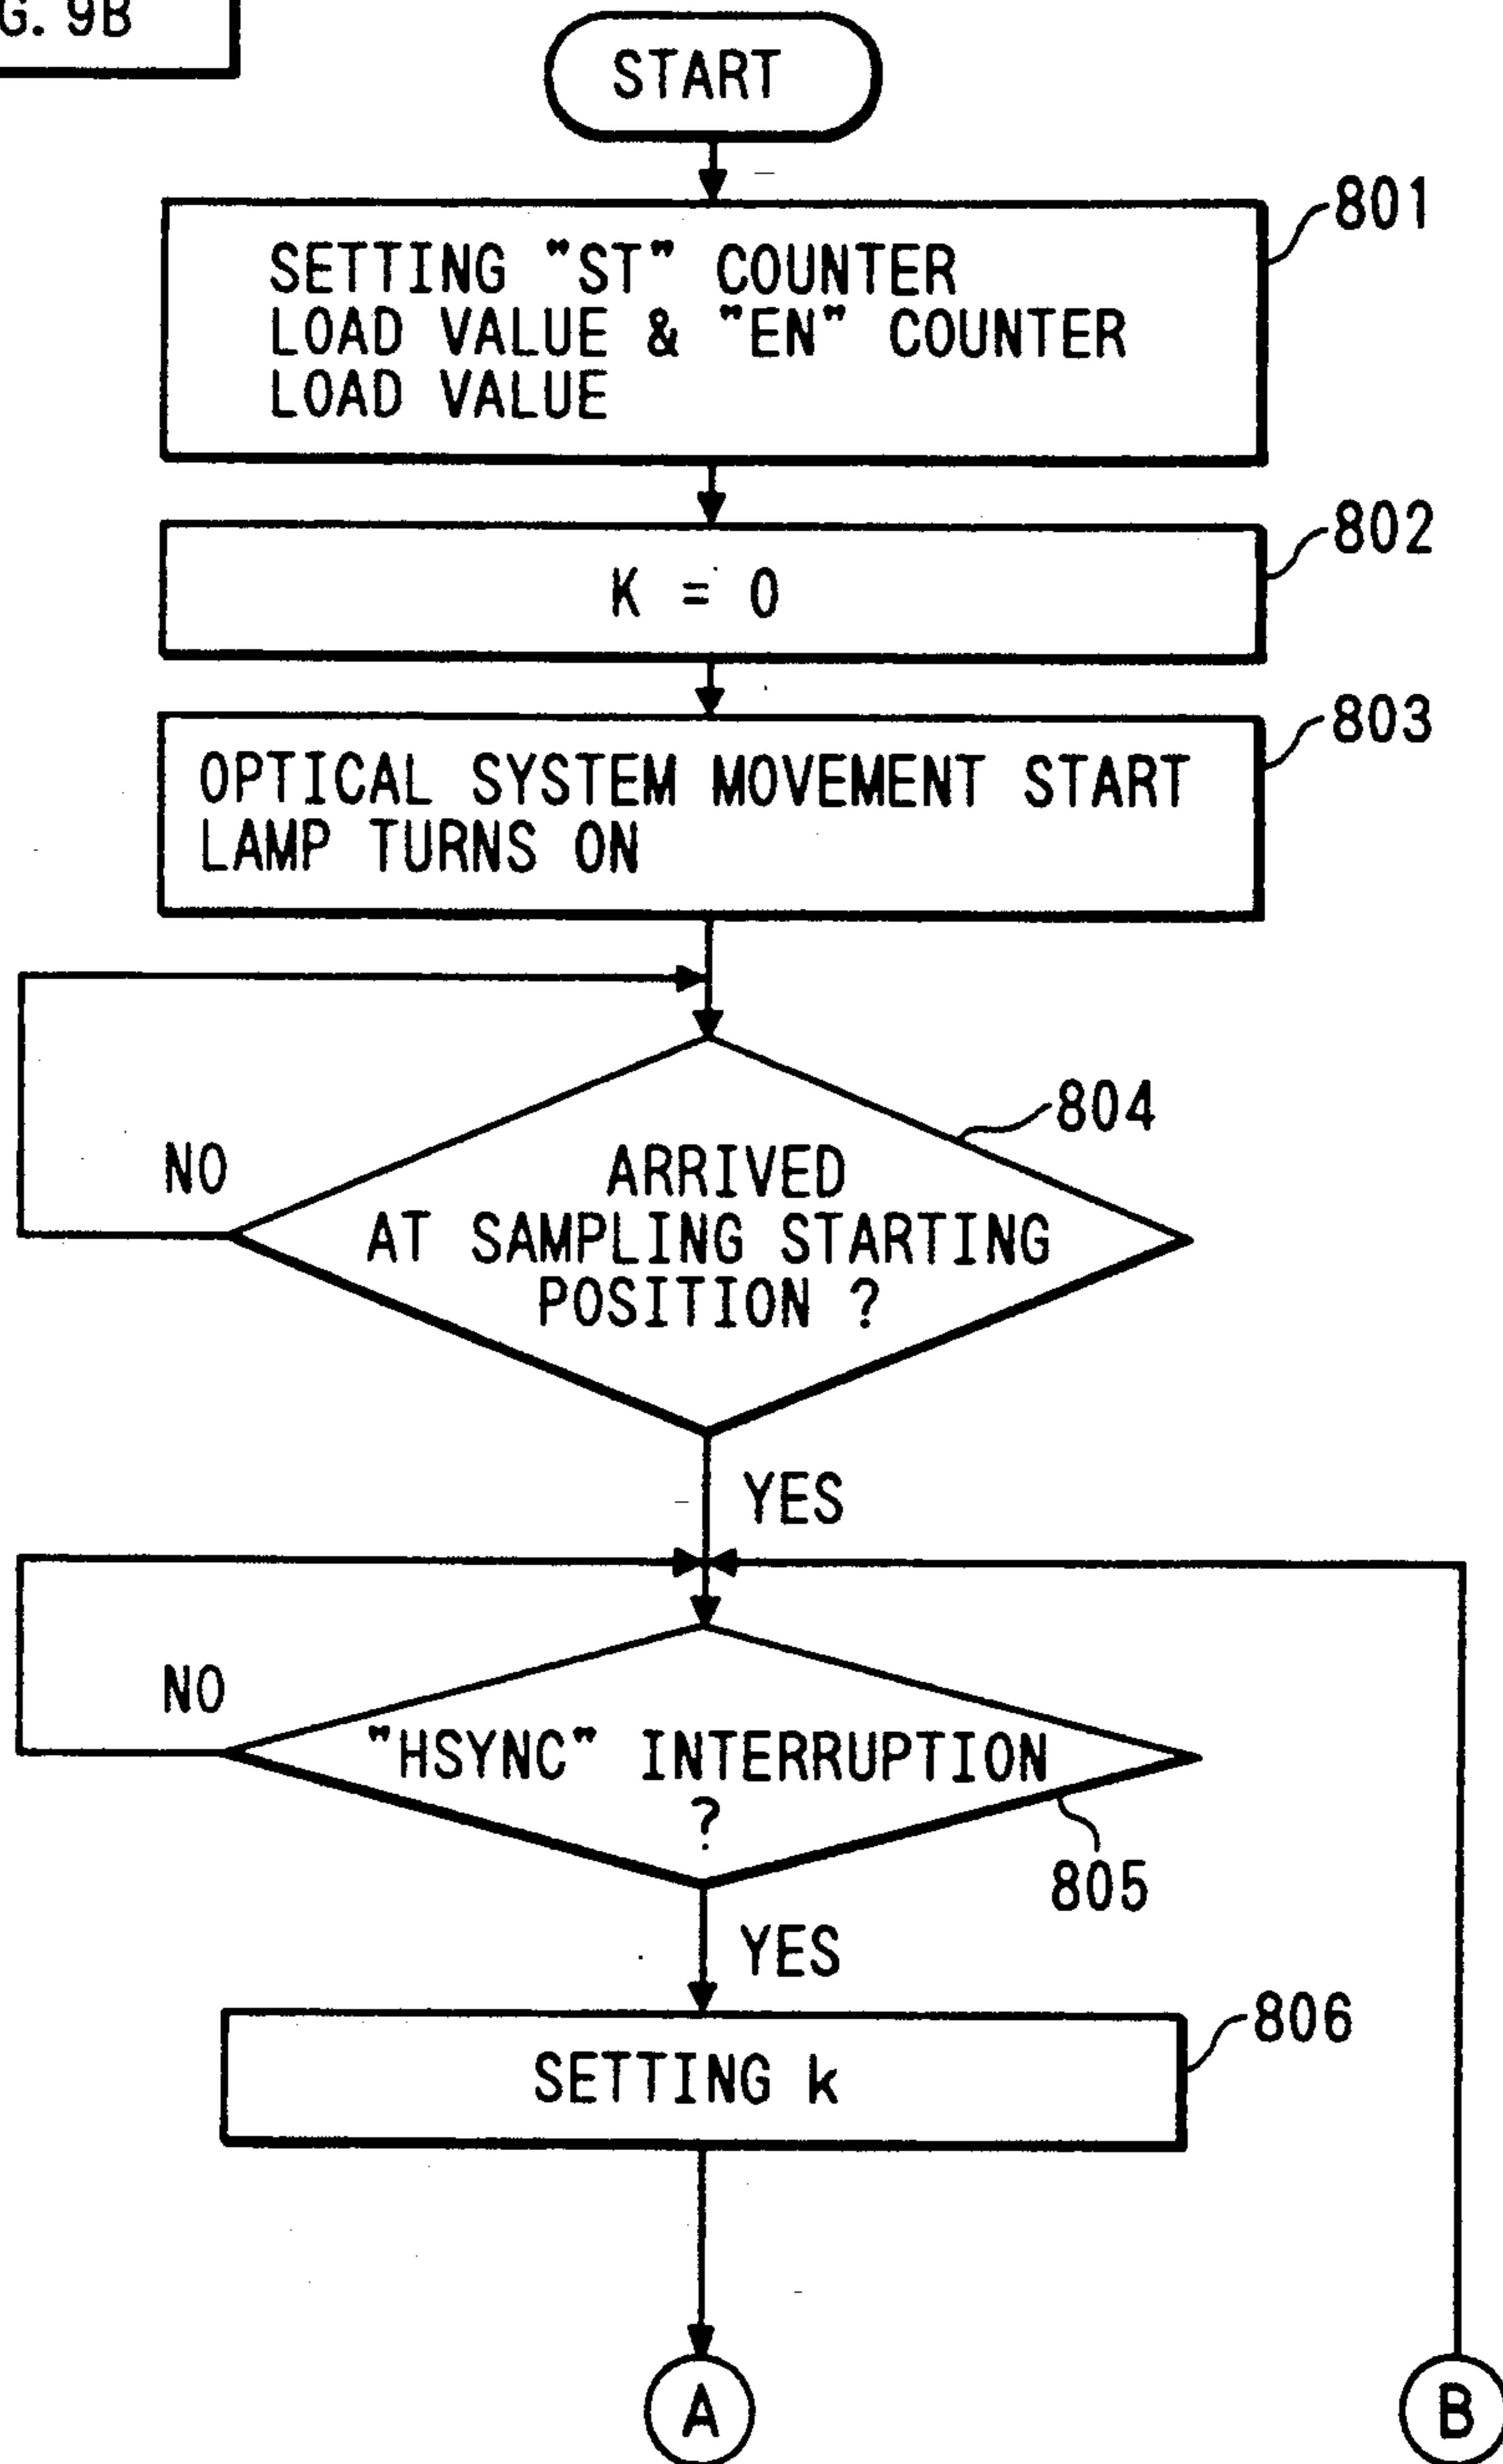 G. 9B
START
801
SETTING "ST" COUNTER
LOAD VALUE & "EN" COUNTER
LOAD VALUE
802
K = 0
803
OPTICAL SYSTEM MOVEMENT START
LAMP TURNS ON
804
NO
ARRIVED
AT SAMPLING STARTING
POSITION ?
YES
NO
"HSYNC" INTERRUPTION
?
805
YES
806
SETTING k
A
B